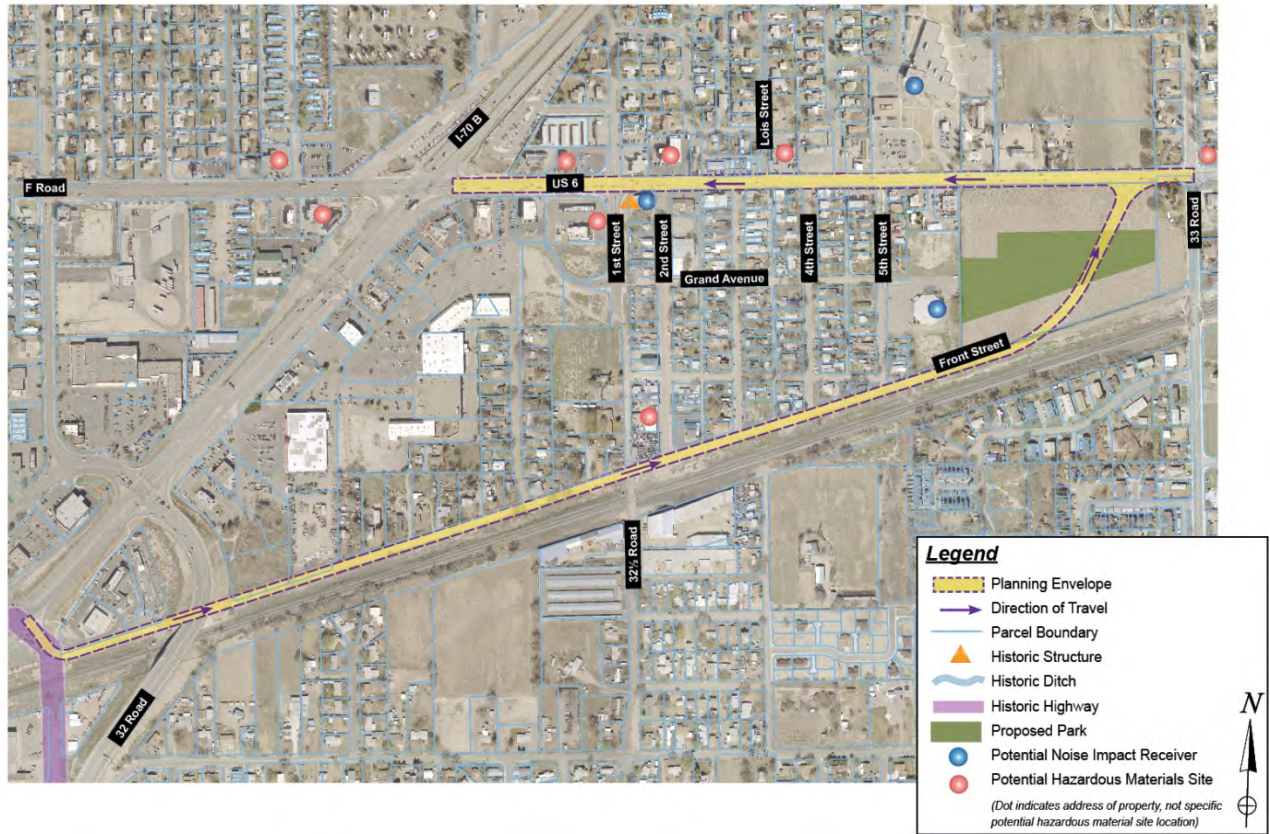 I-70 B
Lois Street
F Road
US 6
1st Street
2nd Street
Grand Avenue
4th Street
5th Street
33 Road
Front Street
32½ Road
32 Road
Legend
Planning Envelope
Direction of Travel
Parcel Boundary
Historic Structure
Historic Ditch
Historic Highway
Proposed Park
Potential Noise Impact Receiver
Potential Hazardous Materials Site
(Dot indicates address of property, not specific
potential hazardous material site location)
N